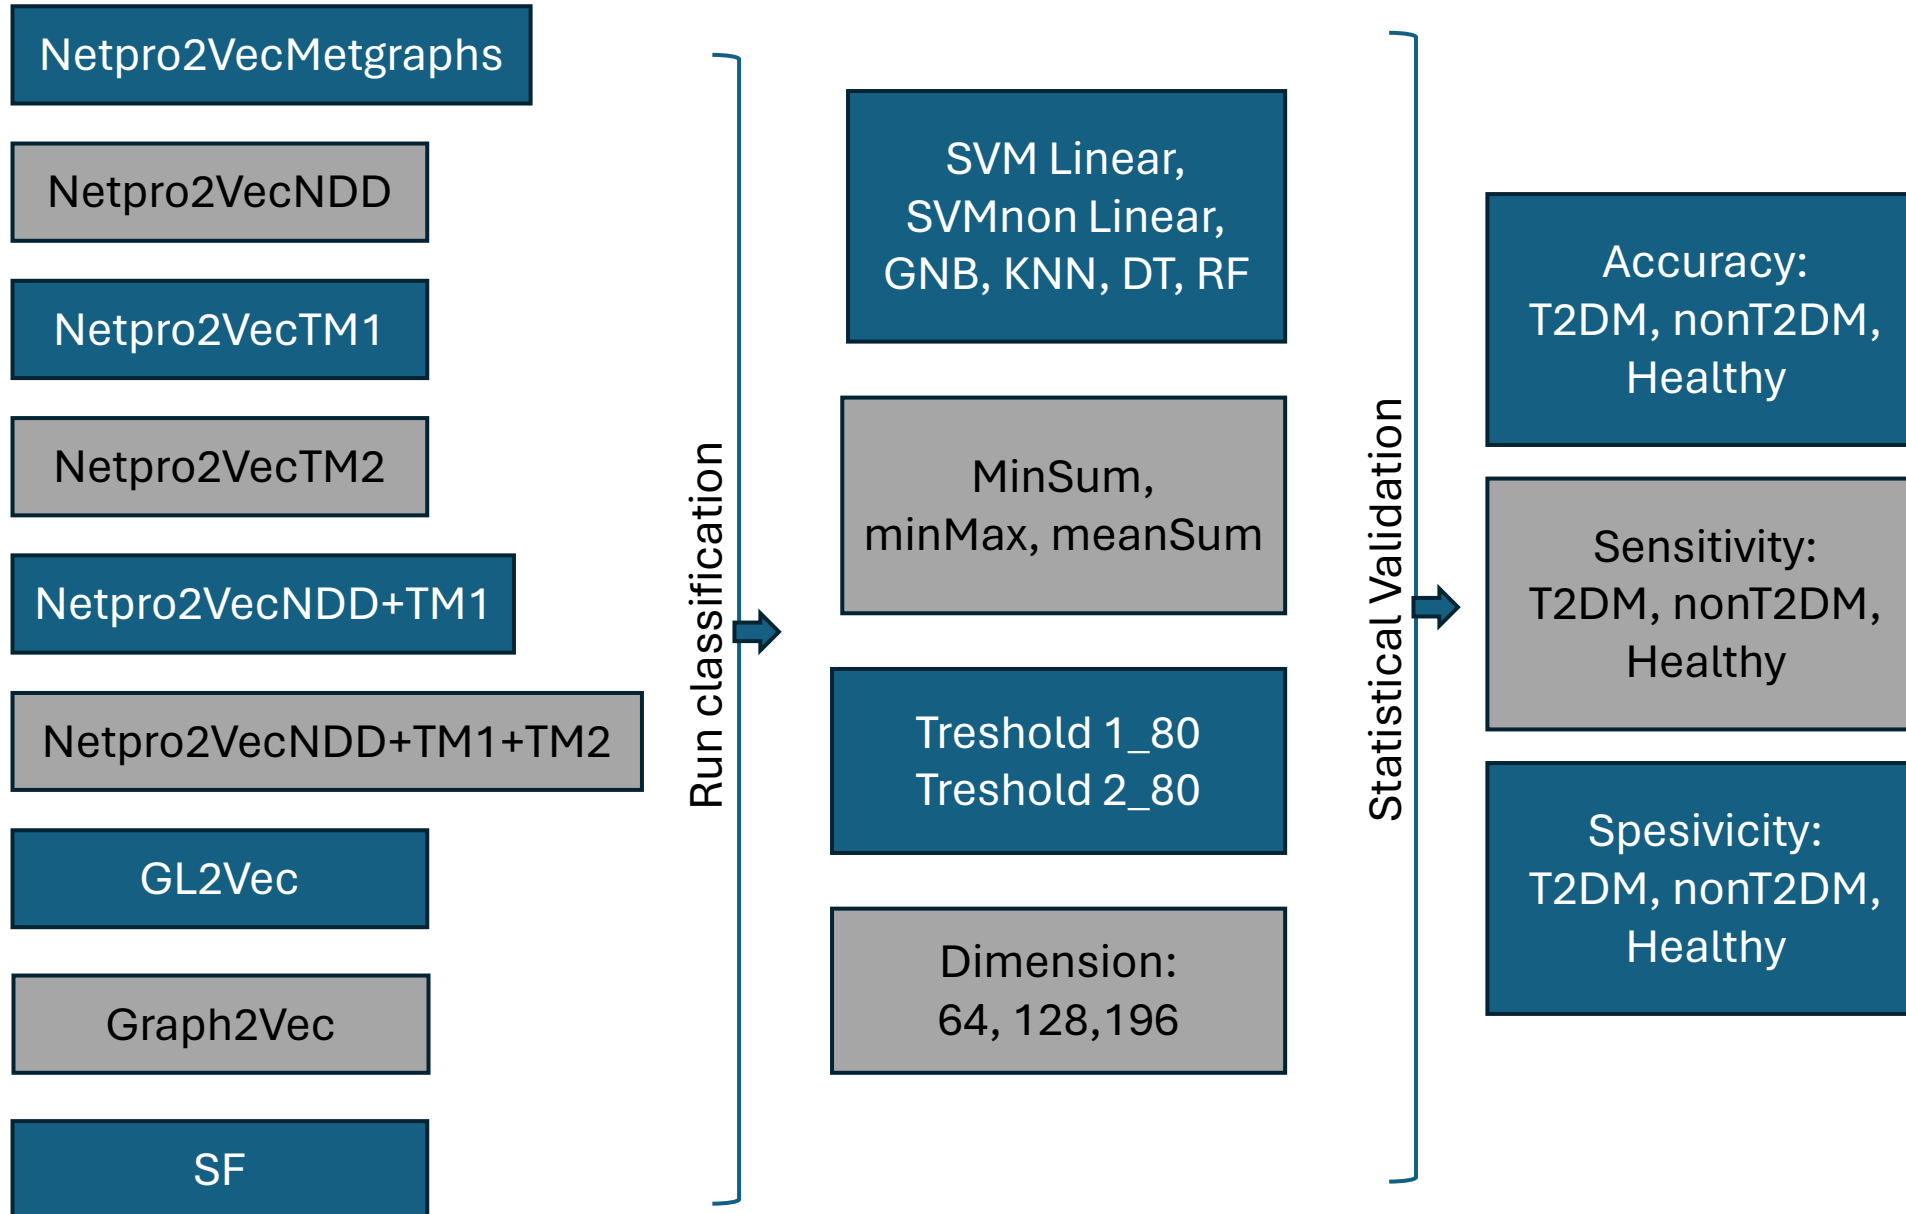 Netpro2VecMetgraphs
Netpro2VecNDD
Netpro2VecTM1
Netpro2VecTM2
Netpro2VecNDD+TM1
Netpro2VecNDD+TM1+TM2
GL2Vec
Graph2Vec
SF
Run classification
SVM Linear,
SVMnon Linear,
GNB, KNN, DT, RF
MinSum,
minMax, meanSum
Treshold 1_80
Treshold 2_80
Dimension:
64, 128,196
Statistical Validation
Accuracy:
T2DM, nonT2DM,
Healthy
Sensitivity:
T2DM, nonT2DM,
Healthy
Spesivicity:
T2DM, nonT2DM,
Healthy